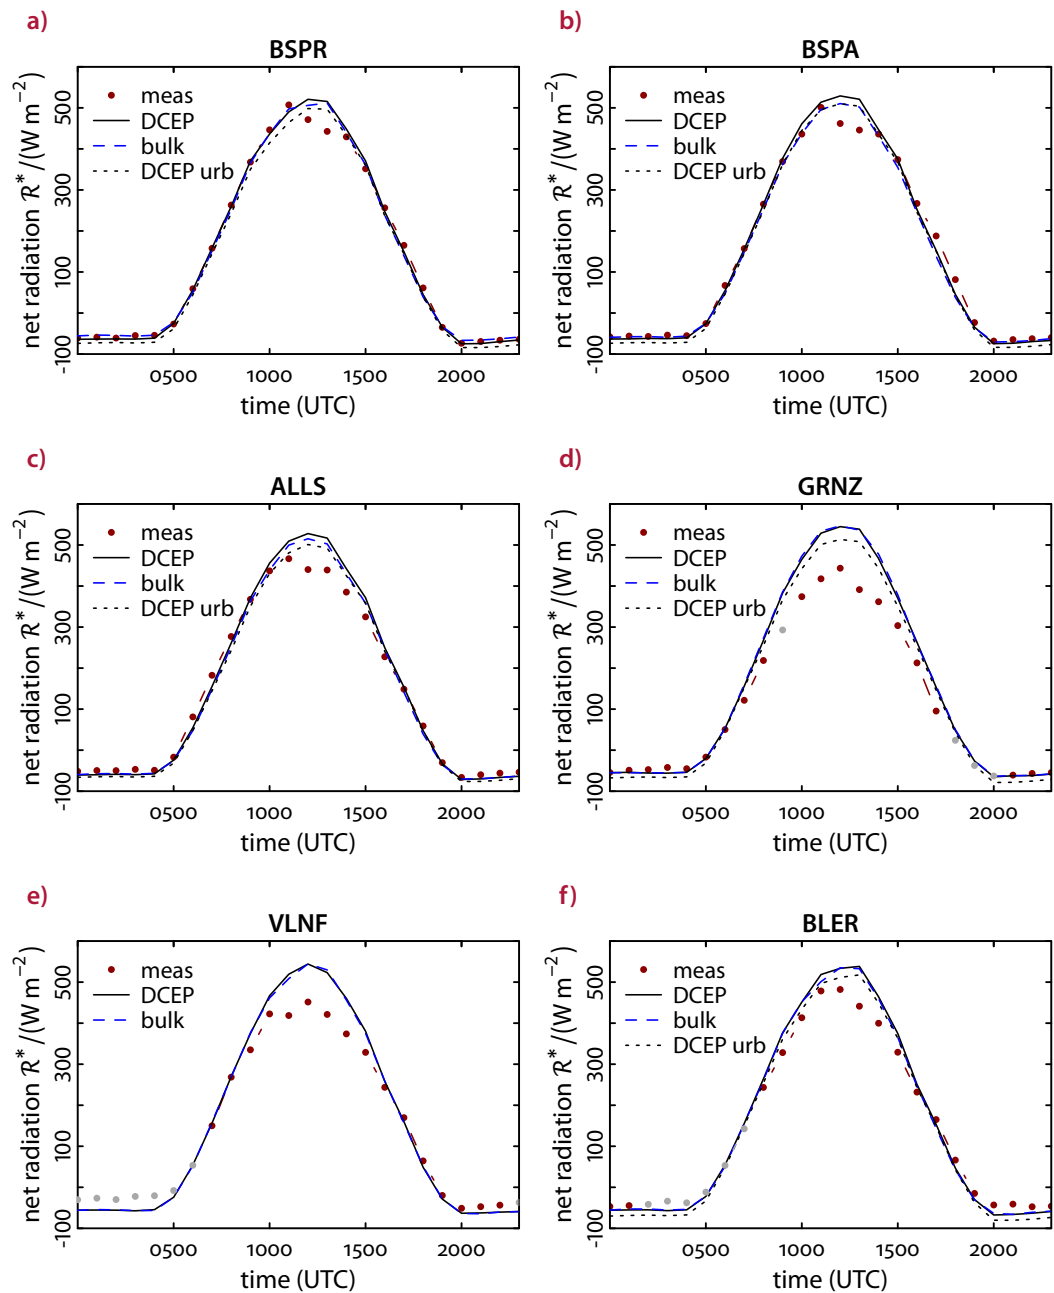 a)
BSPR
net radiation R* /(W m−2)
500
300
100
-100
meas
DCEP
bulk
DCEP urb
0500 1000 1500 2000
time (UTC)
b)
BSPA
net radiation R* /(W m−2)
500
300
100
-100
meas
DCEP
bulk
DCEP urb
0500 1000 1500 2000
time (UTC)
c)
ALLS
net radiation R* /(W m−2)
500
300
100
-100
meas
DCEP
bulk
DCEP urb
0500 1000 1500 2000
time (UTC)
d)
GRNZ
net radiation R* /(W m−2)
500
300
100
-100
meas
DCEP
bulk
DCEP urb
0500 1000 1500 2000
time (UTC)
e)
VLNF
net radiation R* /(W m−2)
500
300
100
-100
meas
DCEP
bulk
0500 1000 1500 2000
time (UTC)
f)
BLER
net radiation R* /(W m−2)
500
300
100
-100
meas
DCEP
bulk
DCEP urb
0500 1000 1500 2000
time (UTC)